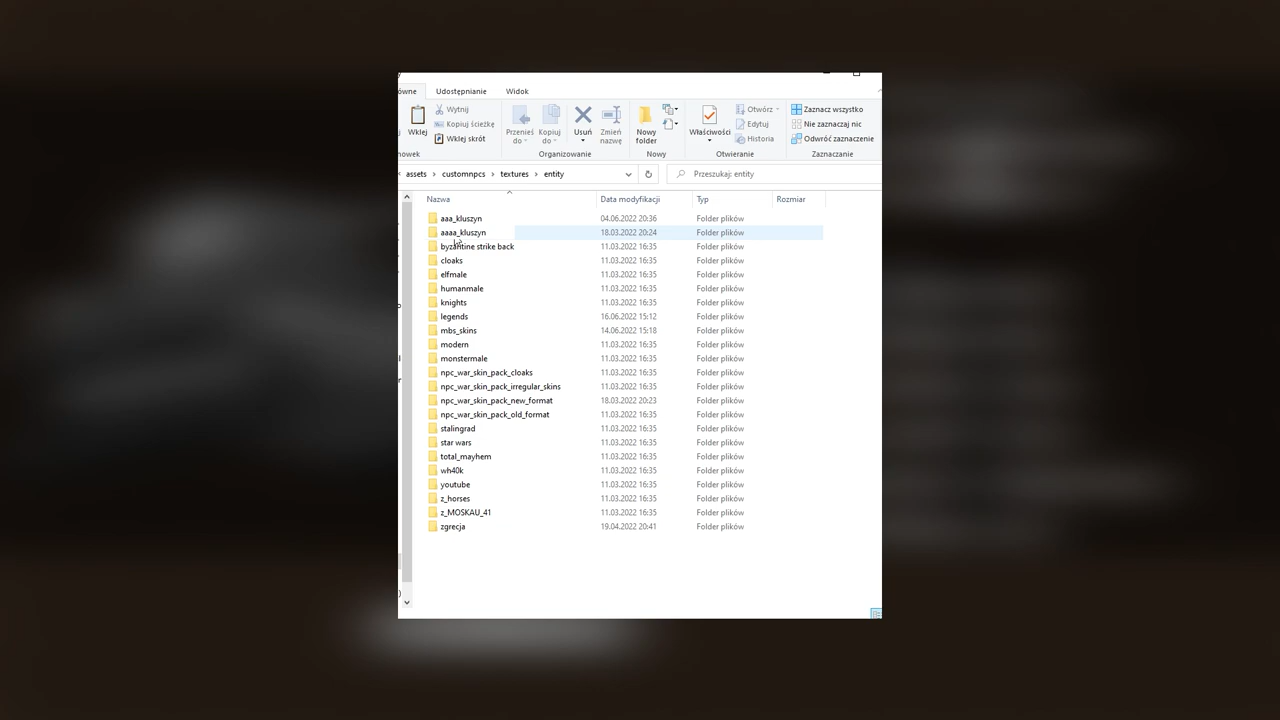 ówne Udostępnianie Widok
Wklej
Wytnij
Kopiuj ścieżkę
Wklej skrót
Przenieś do
Kopiuj do
Usuń
Zmień nazwę
Nowy folder
Właściwości
Otwórz
Edytuj
Historia
Zaznacz wszystko
Nie zaznaczaj nic
Odwróć zaznaczenie
howek Organizowanie Nowy Otwieranie Zaznaczanie
assets > customnpcs > textures > entity Przeszukaj: entity
Nazwa Data modyfikacji Typ Rozmiar
aaa_kluszyn 04.06.2022 20:36 Folder plików
aaaa_kluszyn 18.03.2022 20:24 Folder plików
byzantine strike back 11.03.2022 16:35 Folder plików
cloaks 11.03.2022 16:35 Folder plików
elfmale 11.03.2022 16:35 Folder plików
humanmale 11.03.2022 16:35 Folder plików
knights 11.03.2022 16:35 Folder plików
legends 16.06.2022 15:12 Folder plików
mbs_skins 14.06.2022 15:18 Folder plików
modern 11.03.2022 16:35 Folder plików
monstermale 11.03.2022 16:35 Folder plików
npc_war_skin_pack_cloaks 11.03.2022 16:35 Folder plików
npc_war_skin_pack_irregular_skins 11.03.2022 16:35 Folder plików
npc_war_skin_pack_new_format 18.03.2022 20:23 Folder plików
npc_war_skin_pack_old_format 11.03.2022 16:35 Folder plików
stalingrad 11.03.2022 16:35 Folder plików
star wars 11.03.2022 16:35 Folder plików
total_mayhem 11.03.2022 16:35 Folder plików
wh40k 11.03.2022 16:35 Folder plików
youtube 11.03.2022 16:35 Folder plików
z_horses 11.03.2022 16:35 Folder plików
z_MOSKAU_41 11.03.2022 16:35 Folder plików
zgrecja 19.04.2022 20:41 Folder plików